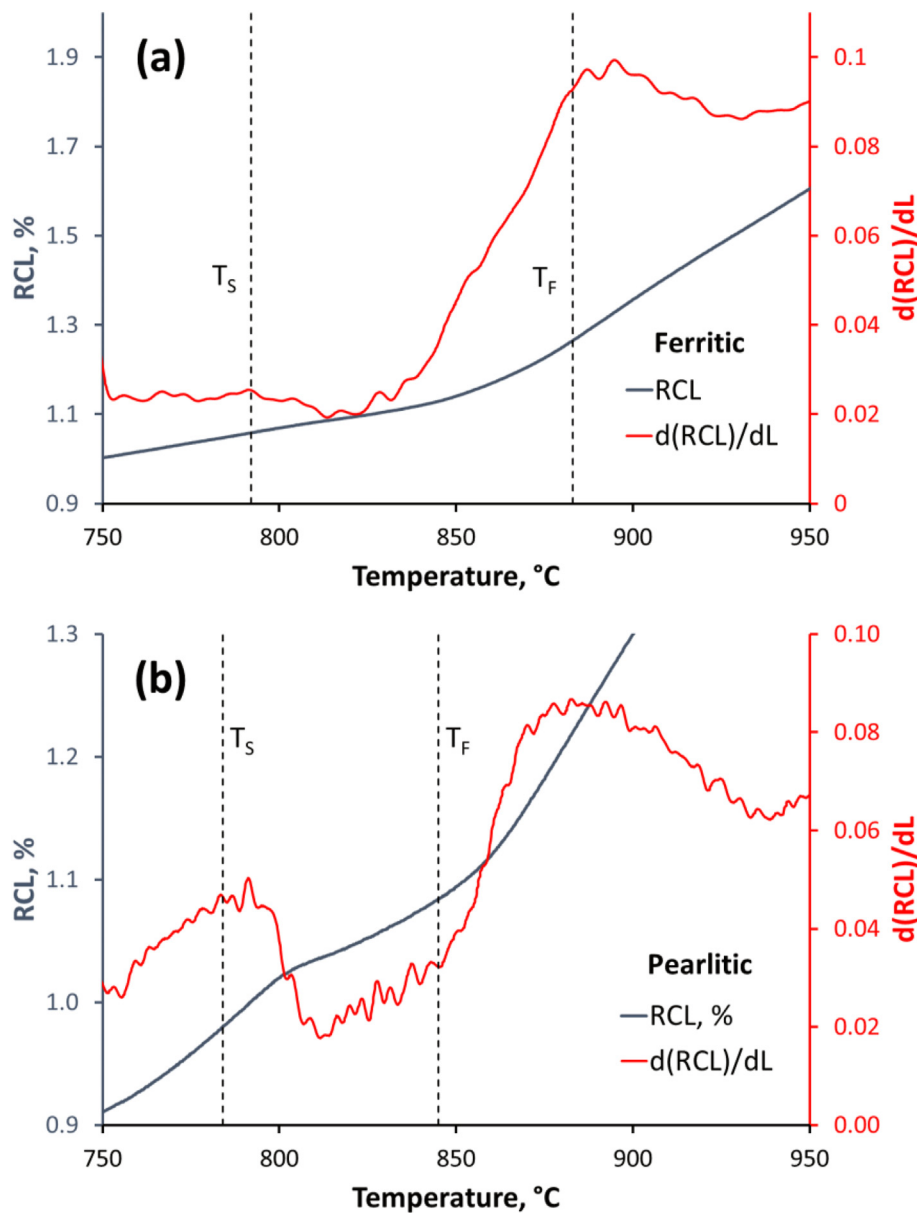 (a)
RCL, %
1.9
1.7
1.5
1.3
1.1
0.9
T_S
T_F
Ferritic
RCL
d(RCL)/dL
0.1
0.08
0.06
0.04
0.02
0
d(RCL)/dL
750 800 850 900 950
Temperature, °C
(b)
RCL, %
1.3
1.2
1.1
1.0
0.9
T_S
T_F
Pearlitic
RCL, %
d(RCL)/dL
0.10
0.08
0.06
0.04
0.02
0.00
d(RCL)/dL
750 800 850 900 950
Temperature, °C